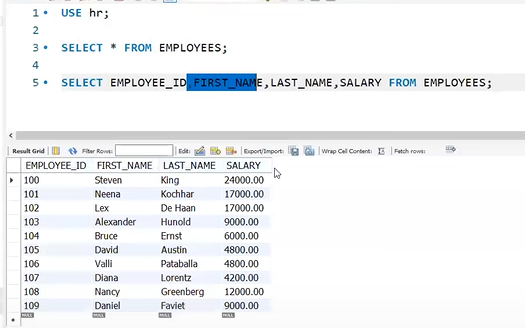 1 USE hr;
2
3 SELECT * FROM EMPLOYEES;
4
5 SELECT EMPLOYEE_ID,FIRST_NAME,LAST_NAME,SALARY FROM EMPLOYEES;
Result Grid Filter Rows: Edit: Export/Import: Wrap Cell Content: Fetch rows:
EMPLOYEE_ID FIRST_NAME LAST_NAME SALARY
100 Steven King 24000.00
101 Neena Kochhar 17000.00
102 Lex De Haan 17000.00
103 Alexander Hunold 9000.00
104 Bruce Ernst 6000.00
105 David Austin 4800.00
106 Valli Pataballa 4800.00
107 Diana Lorentz 4200.00
108 Nancy Greenberg 12000.00
109 Daniel Faviet 9000.00
NULL NULL NULL NULL